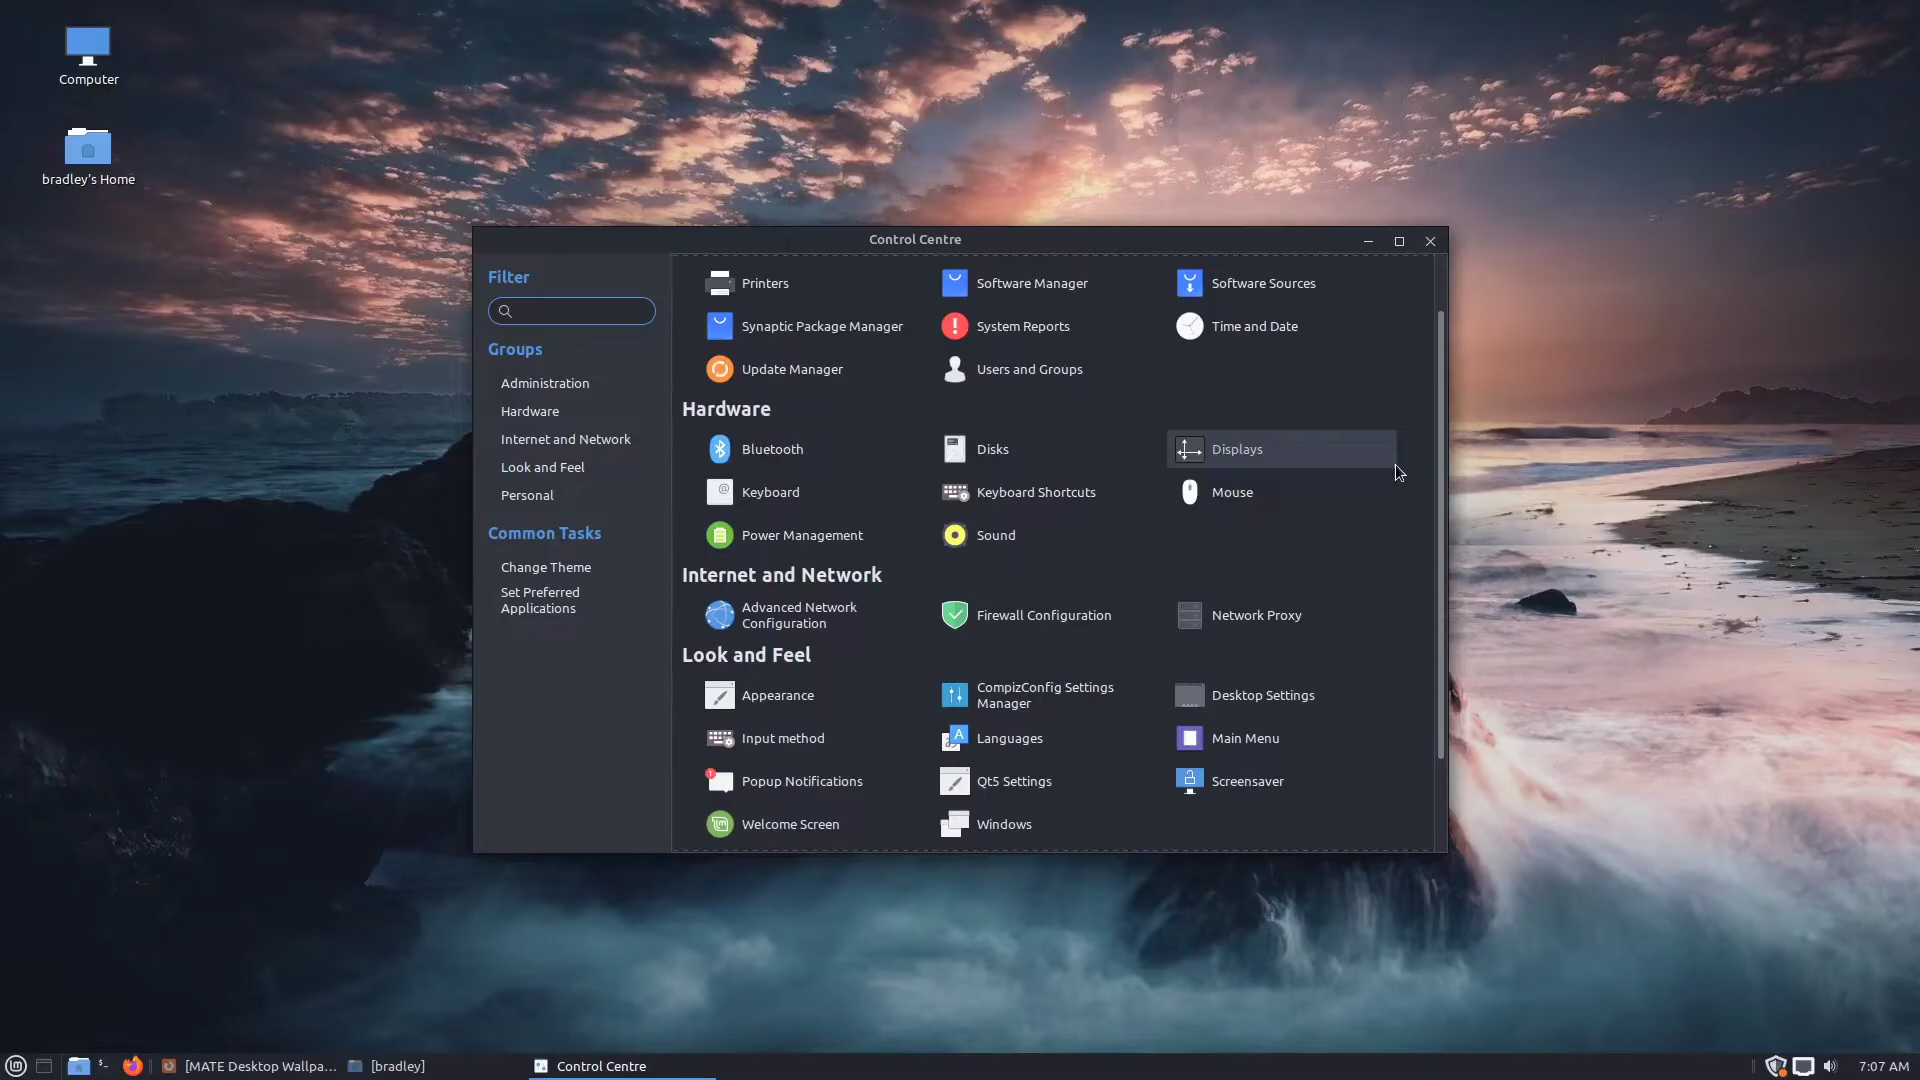 Computer
bradley's Home
Control Centre
Filter
Groups
Administration
Hardware
Internet and Network
Look and Feel
Personal
Common Tasks
Change Theme
Set Preferred
Applications
Printers
Software Manager
Software Sources
Synaptic Package Manager
System Reports
Time and Date
Update Manager
Users and Groups
Hardware
Bluetooth
Disks
Displays
Keyboard
Keyboard Shortcuts
Mouse
Power Management
Sound
Internet and Network
Advanced Network
Configuration
Firewall Configuration
Network Proxy
Look and Feel
Appearance
CompizConfig Settings
Manager
Desktop Settings
Input method
Languages
Main Menu
Popup Notifications
Qt5 Settings
Screensaver
Welcome Screen
Windows
[MATE Desktop Wallpa...
[bradley]
Control Centre
7:07 AM